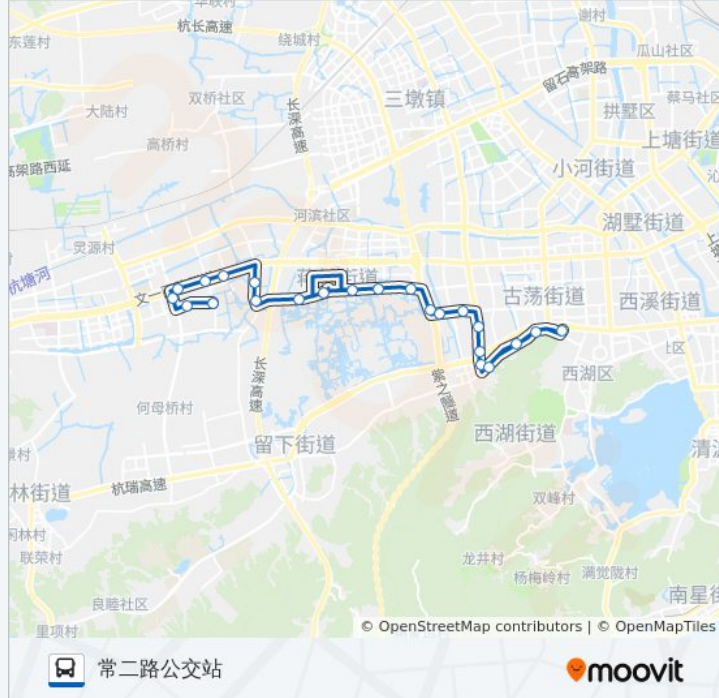 杭长高速
绕城村
谢村
东莲村
瓜山社区
留石高架路
双桥社区
三墩镇
蔡马社区
大陆村
长深高速
拱墅区
上塘街道
高桥村
高架路西延
小河街道
河滨社区
湖墅街道
灵源村
杭塘河
文一
街道
古荡街道
西溪街道
长深高速
西湖区
紫之隧道
何母桥村
西湖街道
留下街道
杭瑞高速
林街道
双峰村
闲林村
联荣村
龙井村
杨梅岭村
满觉陇村
良睦社区
南星街
里项村
© OpenStreetMap contributors | © OpenMapTiles
常二路公交站
moovit